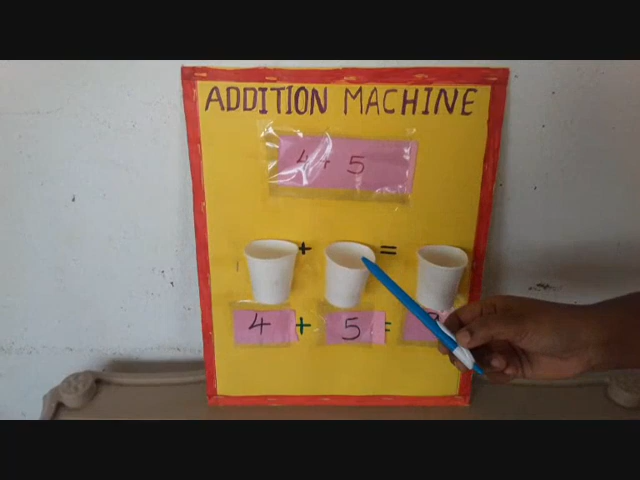 ADDITION MACHINE
4 + 5
+ =
4 + 5 =